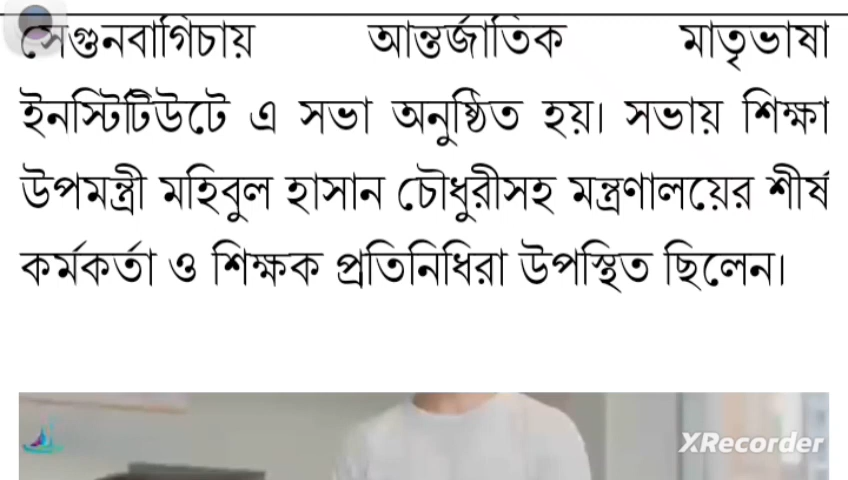 সেগুনবাগিচায় আন্তর্জাতিক মাতৃভাষা
ইনস্টিটিউটে এ সভা অনুষ্ঠিত হয়। সভায় শিক্ষা
উপমন্ত্রী মহিবুল হাসান চৌধুরীসহ মন্ত্রণালয়ের শীর্ষ
কর্মকর্তা ও শিক্ষক প্রতিনিধিরা উপস্থিত ছিলেন।
XRecorder